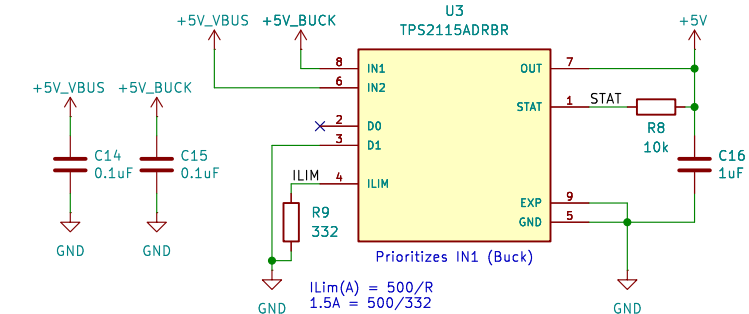 U3
TPS2115ADRBR
+5V_VBUS
+5V_BUCK
+5V
8
IN1
OUT
7
6
IN2
+5V_VBUS
+5V_BUCK
STAT
1
STAT
R8
10k
2
D0
3
D1
C14
0.1uF
C15
0.1uF
C16
1uF
ILIM
4
ILIM
R9
332
EXP
9
GND
5
GND
GND
Prioritizes IN1 (Buck)
GND
GND
ILim(A) = 500/R
1.5A = 500/332